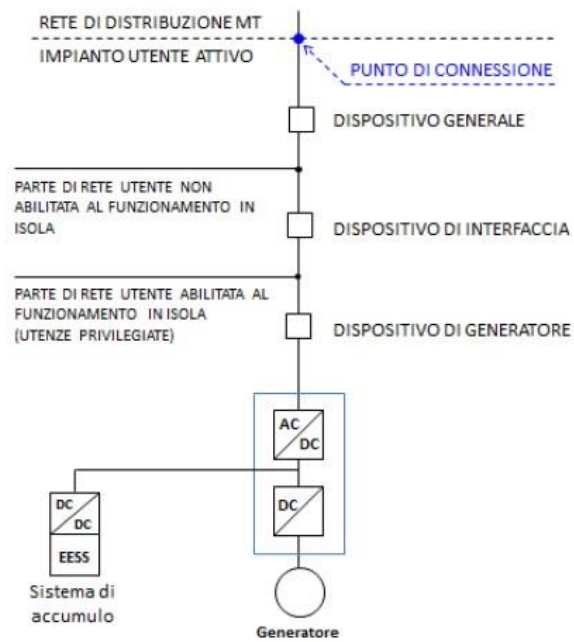 RETE DI DISTRIBUZIONE MT
IMPIANTO UTENTE ATTIVO
PUNTO DI CONNESSIONE
DISPOSITIVO GENERALE
PARTE DI RETE UTENTE NON
ABILITATA AL FUNZIONAMENTO IN
ISOLA
DISPOSITIVO DI INTERFACCIA
PARTE DI RETE UTENTE ABILITATA AL
FUNZIONAMENTO IN ISOLA
(UTENZE PRIVILEGIATE)
DISPOSITIVO DI GENERATORE
AC
DC
DC
DC
DC
EESS
Sistema di
accumulo
Generatore